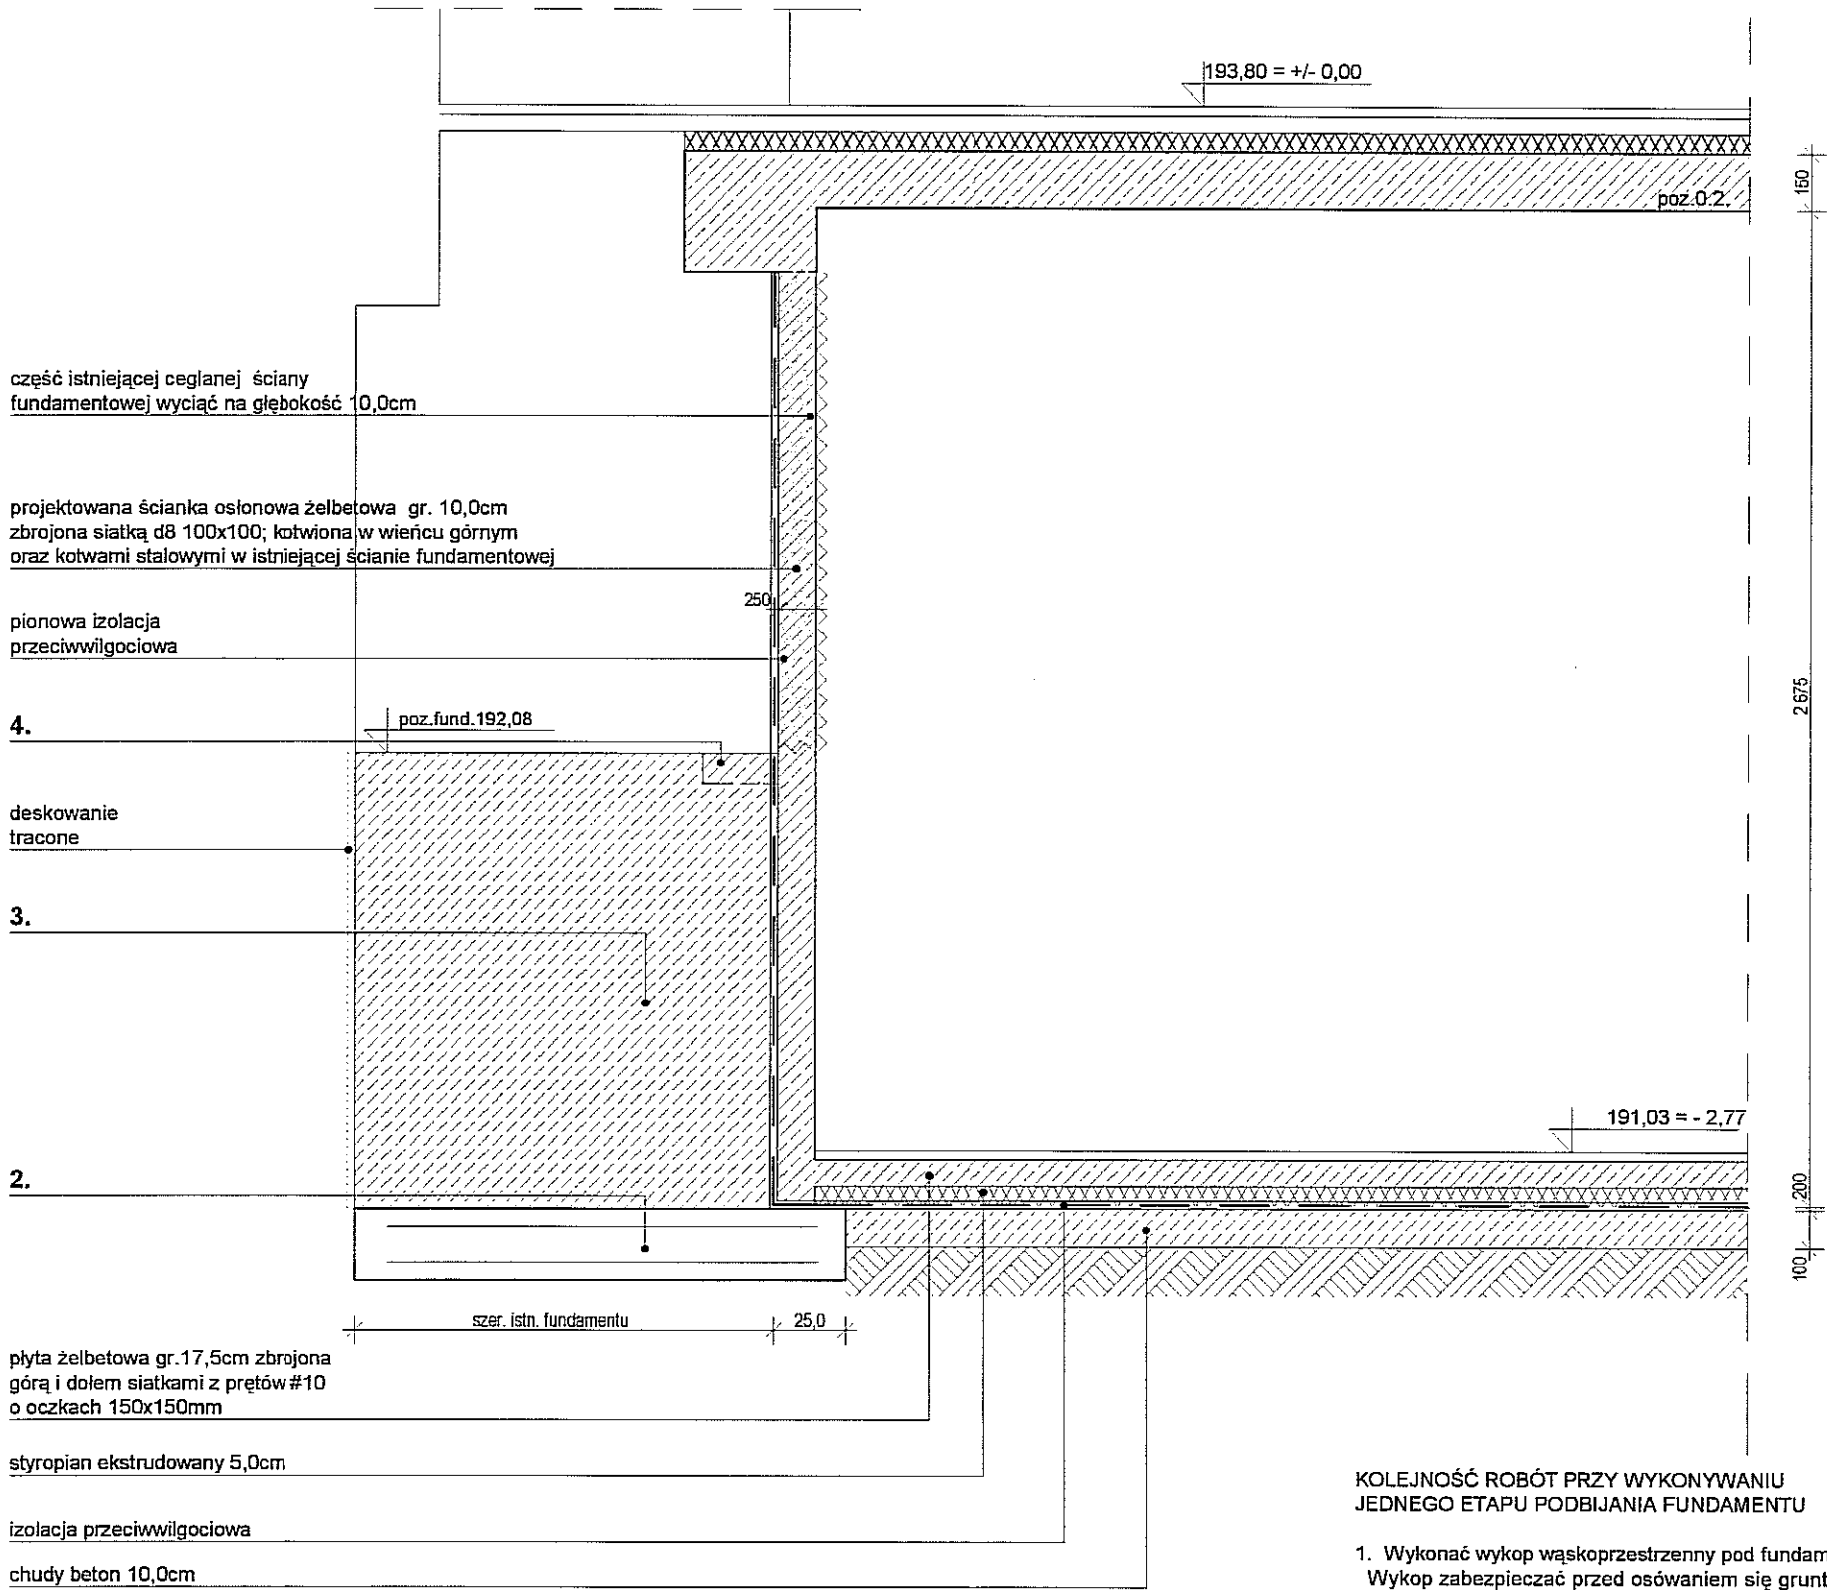 193,80 = +/- 0,00
150
poz.0.2.
część istniejącej ceglanej ściany
fundamentowej wyciąć na głębokość 10,0cm
projektowana ścianka osłonowa żelbetowa gr. 10,0cm
zbrojona siatką d8 100x100; kotwiona w wieńcu górnym
oraz kotwami stalowymi w istniejącej ścianie fundamentowej
250
pionowa izolacja
przeciwwilgociowa
2675
4.
poz.fund.192,08
deskowanie
tracone
3.
191,03 = - 2,77
2.
200
100
szer. istn. fundamentu
25,0
płyta żelbetowa gr.17,5cm zbrojona
górą i dołem siatkami z prętów #10
o oczkach 150x150mm
styropian ekstrudowany 5,0cm
izolacja przeciwwilgociowa
chudy beton 10,0cm
KOLEJNOŚĆ ROBÓT PRZY WYKONYWANIU
JEDNEGO ETAPU PODBIJANIA FUNDAMENTU
1. Wykonać wykop wąskoprzestrzenny pod fundam
Wykop zabezpieczać przed osówaniem się grunt